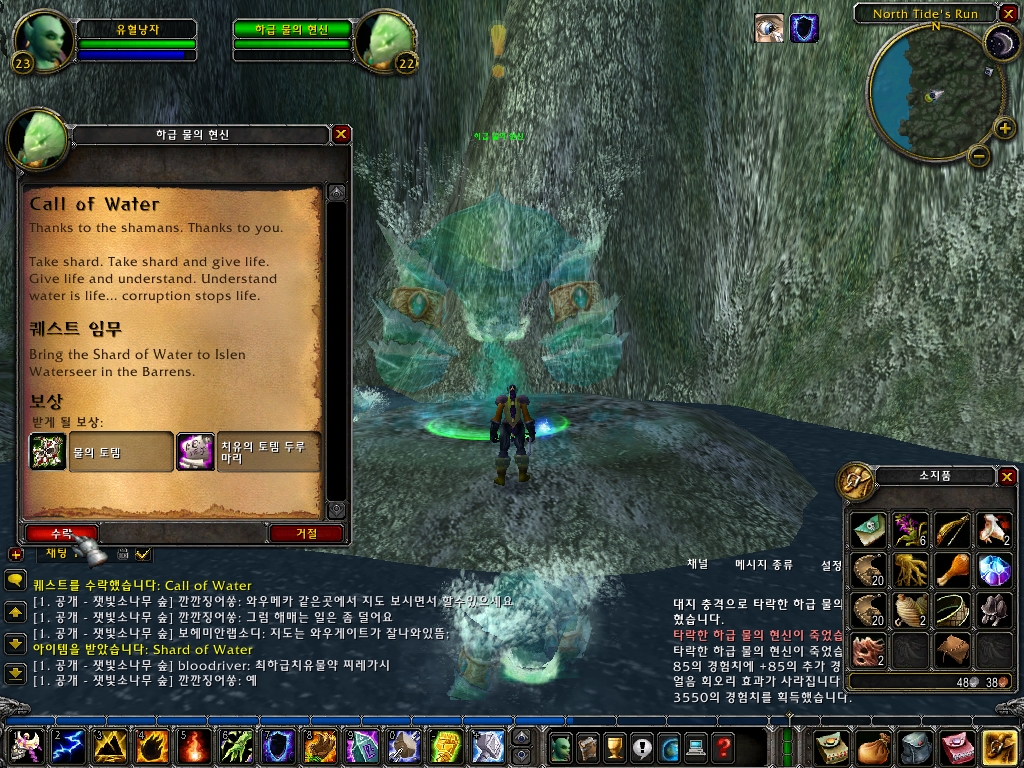 유혈낭자
23
하급 물의 현신
22
North Tide's Run
N
하급 물의 현신
하급 물의 현신
Call of Water
Thanks to the shamans. Thanks to you.
Take shard. Take shard and give life.
Give life and understand. Understand
water is life... corruption stops life.
퀘스트 임무
Bring the Shard of Water to Islen
Waterseer in the Barrens.
보상
받게 될 보상:
물의 토템
치유의 토템 두루
마리
수락
거절
채팅
퀘스트를 수락했습니다: Call of Water
[1. 공개 - 잿빛소나무 숲] 깐깐징어쏭: 와우메카 같은곳에서 지도 보시면서 할수있으세요
[1. 공개 - 잿빛소나무 숲] 깐깐징어쏭: 그럼 해매는 일은 좀 덜어요
[1. 공개 - 잿빛소나무 숲] 보헤미안랩소디: 지도는 와우게이트가 잘나와있뜸;
아이템을 받았습니다: Shard of Water
[1. 공개 - 잿빛소나무 숲] bloodriver: 최하급치유물약 찌레가시
[1. 공개 - 잿빛소나무 숲] 깐깐징어쏭: 예
채널
메시지 종류
설정
대지 충격으로 타락한 하급 물의
혔습니다.
타락한 하급 물의 현신이 죽었습
타락한 하급 물의 현신이 죽었습
85의 경험치에 +85의 추가 경
얼음 회오리 효과가 사라집니다
3550의 경험치를 획득했습니다.
소지품
6
2
20
20
2
2
48
38
2
3
4
5
6
8
9